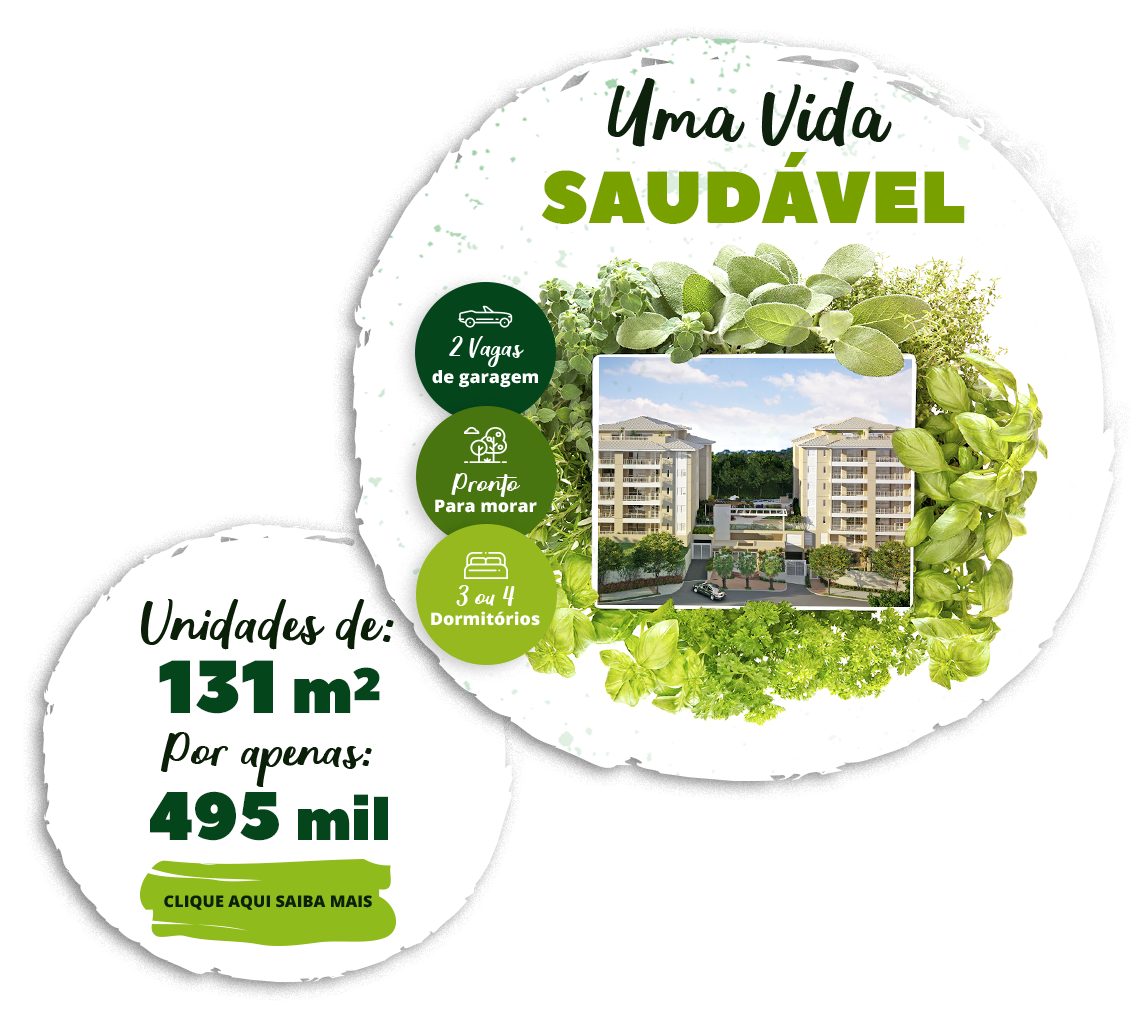 Uma Vida
SAUDÁVEL
2 Vagas
de garagem
Pronto
Para morar
3 ou 4
Dormitórios
Unidades de:
131 m²
Por apenas:
495 mil
CLIQUE AQUI SAIBA MAIS